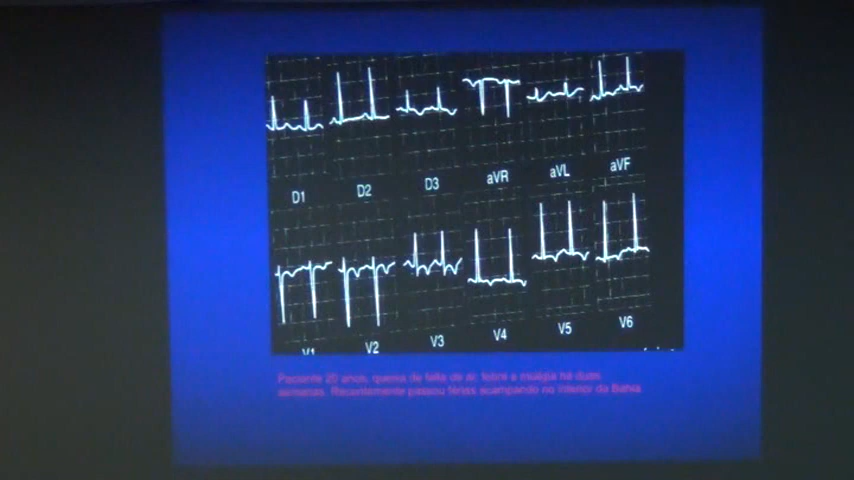 D1 D2 D3 aVR aVL aVF
V1 V2 V3 V4 V5 V6
Paciente 20 anos, queixa de falta de ar, febre e mialgia há duas
semanas. Recentemente passou férias acampando no interior da Bahia.